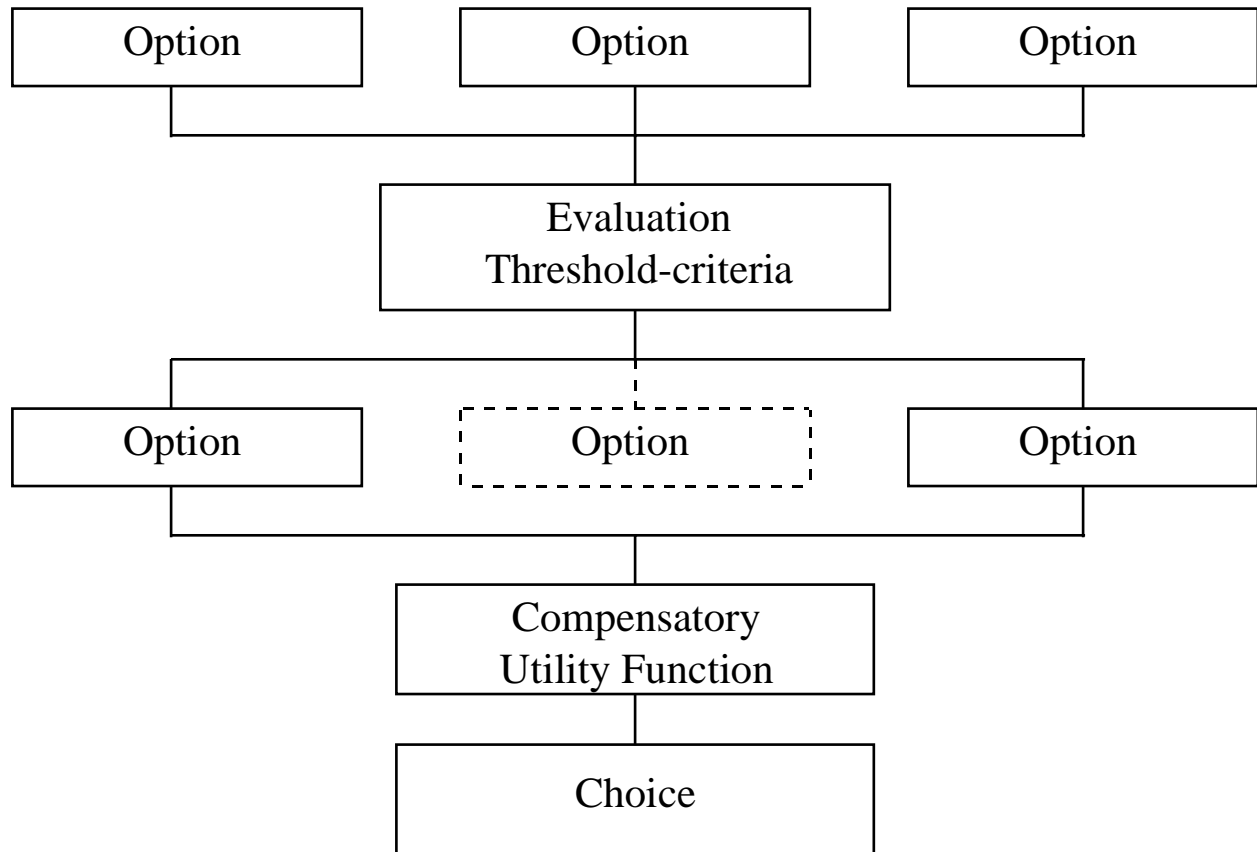 Option
Option
Option
Evaluation
Threshold-criteria
Option
Option
Option
Compensatory
Utility Function
Choice